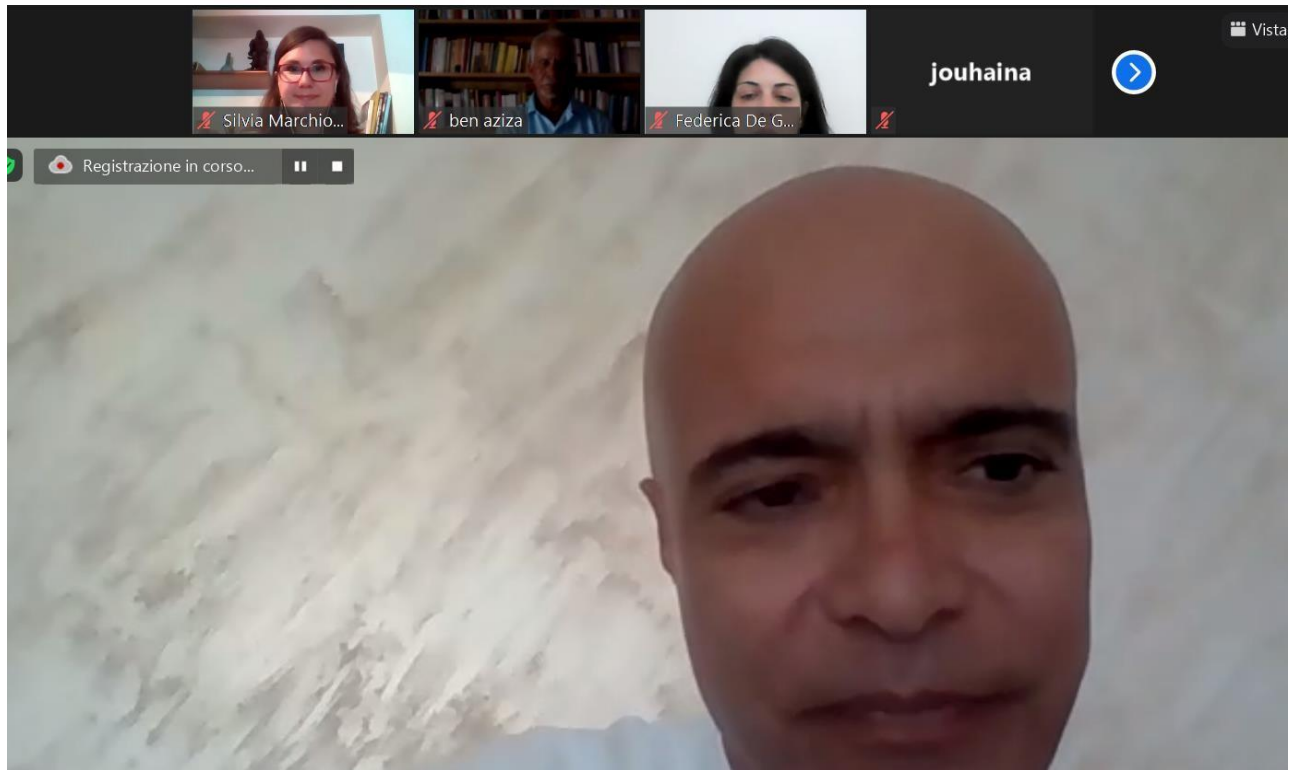 Vista
Silvia Marchio...
ben aziza
Federica De G...
jouhaina
Registrazione in corso...